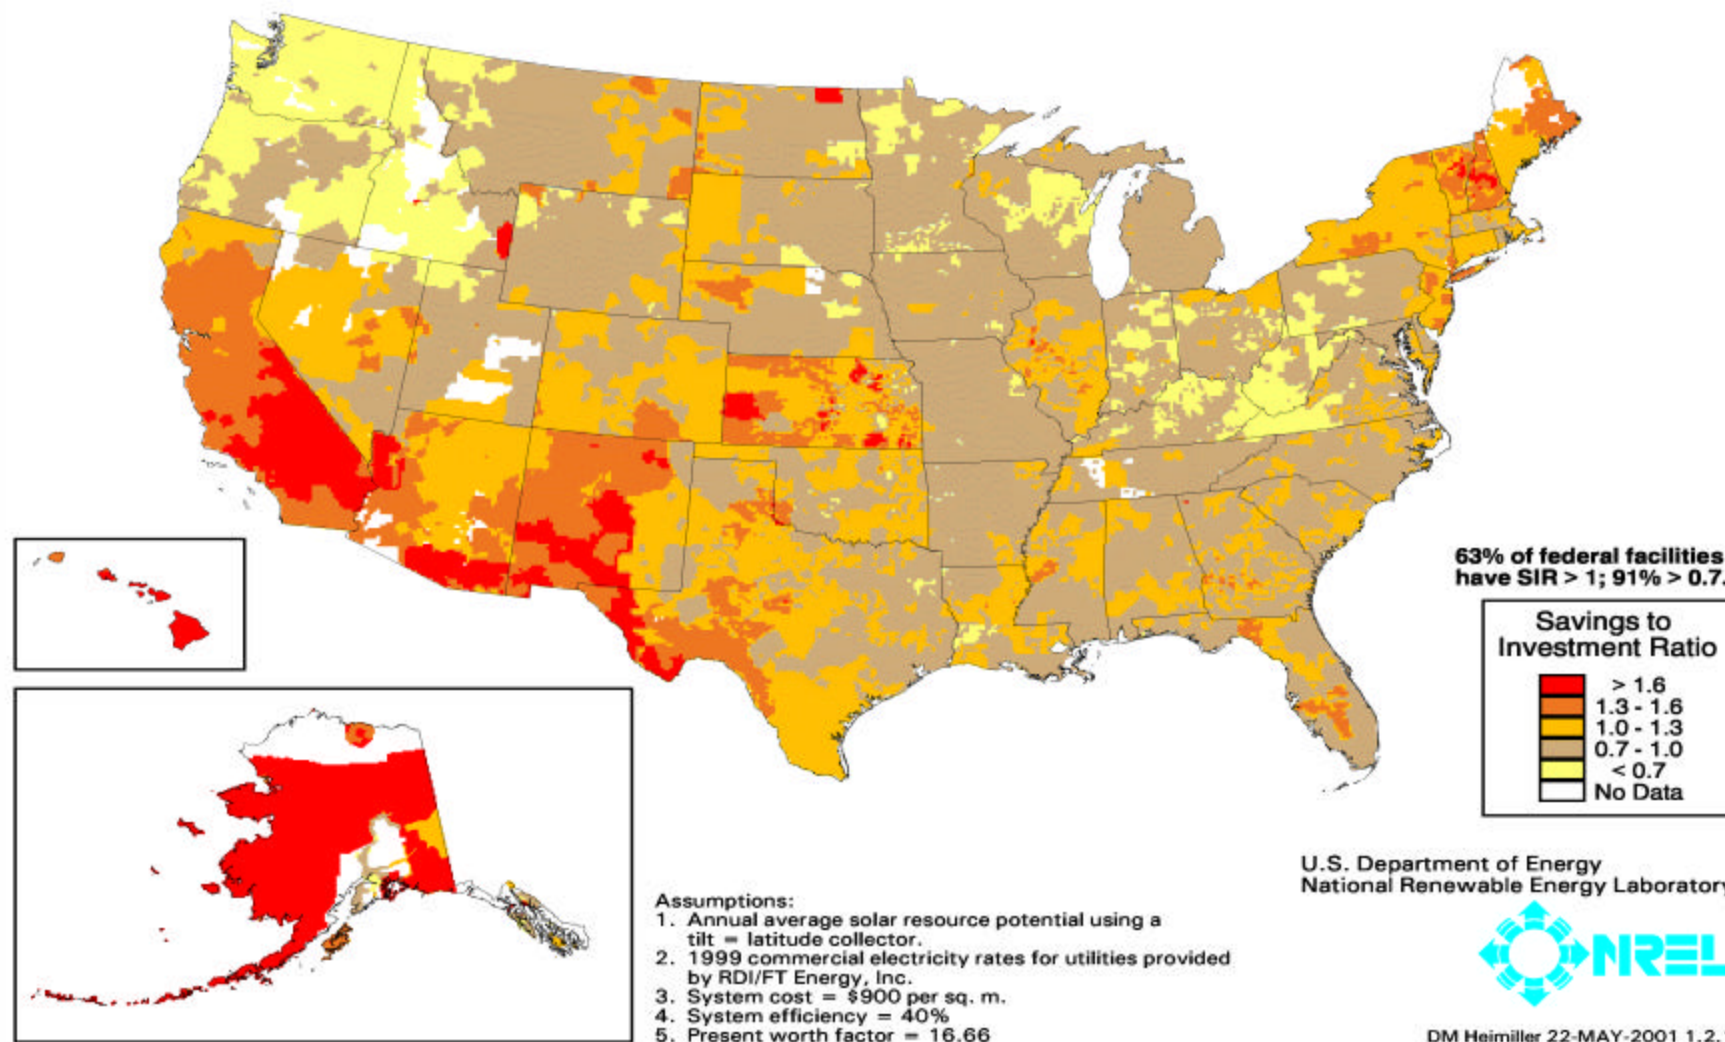 63% of federal facilities
have SIR > 1; 91% > 0.7.
Savings to
Investment Ratio
> 1.6
1.3 - 1.6
1.0 - 1.3
0.7 - 1.0
< 0.7
No Data
U.S. Department of Energy
National Renewable Energy Laboratory
NREL
Assumptions:
1. Annual average solar resource potential using a
tilt = latitude collector.
2. 1999 commercial electricity rates for utilities provided
by RDI/FT Energy, Inc.
3. System cost = $900 per sq. m.
4. System efficiency = 40%
5. Present worth factor = 16.66
DM Heimiller 22-MAY-2001 1.2.